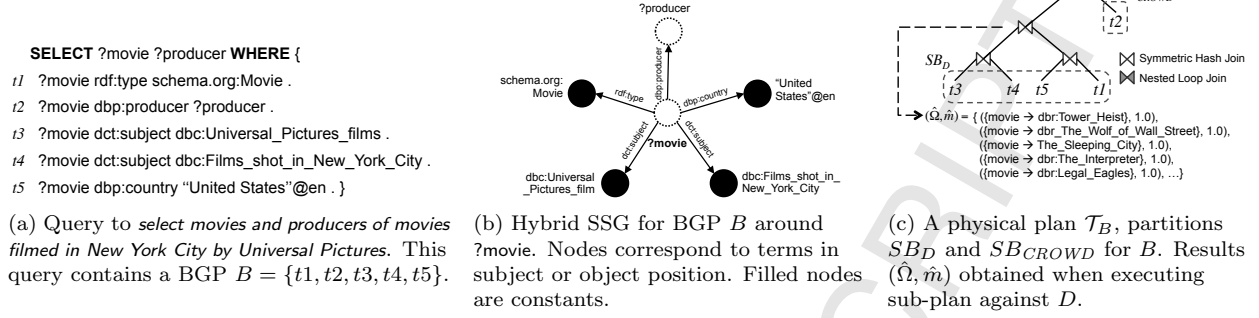 SELECT ?movie ?producer WHERE {
t1 ?movie rdf:type schema.org:Movie .
t2 ?movie dbp:producer ?producer .
t3 ?movie dct:subject dbc:Universal_Pictures_films .
t4 ?movie dct:subject dbc:Films_shot_in_New_York_City .
t5 ?movie dbp:country “United States”@en . }
(a) Query to select movies and producers of movies
filmed in New York City by Universal Pictures. This
query contains a BGP B = {t1, t2, t3, t4, t5}.
?producer
schema.org:
Movie
rdf:type
dbp:producer
dbp:country
“United
States”@en
dct:subject
?movie
dct:subject
dbc:Universal
_Pictures_film
dbc:Films_shot_in_
New_York_City
(b) Hybrid SSG for BGP B around
?movie. Nodes correspond to terms in
subject or object position. Filled nodes
are constants.
t2
SB_D
Symmetric Hash Join
Nested Loop Join
t3 t4 t5 t1
(Ω̂, m̂) = { ({movie → dbr:Tower_Heist}, 1.0),
({movie → dbr_The_Wolf_of_Wall_Street}, 1.0),
({movie → The_Sleeping_City}, 1.0),
({movie → dbr:The_Interpreter}, 1.0),
({movie → dbr:Legal_Eagles}, 1.0), …}
(c) A physical plan T_B, partitions
SB_D and SB_CROWD for B. Results
(Ω̂, m̂) obtained when executing
sub-plan against D.